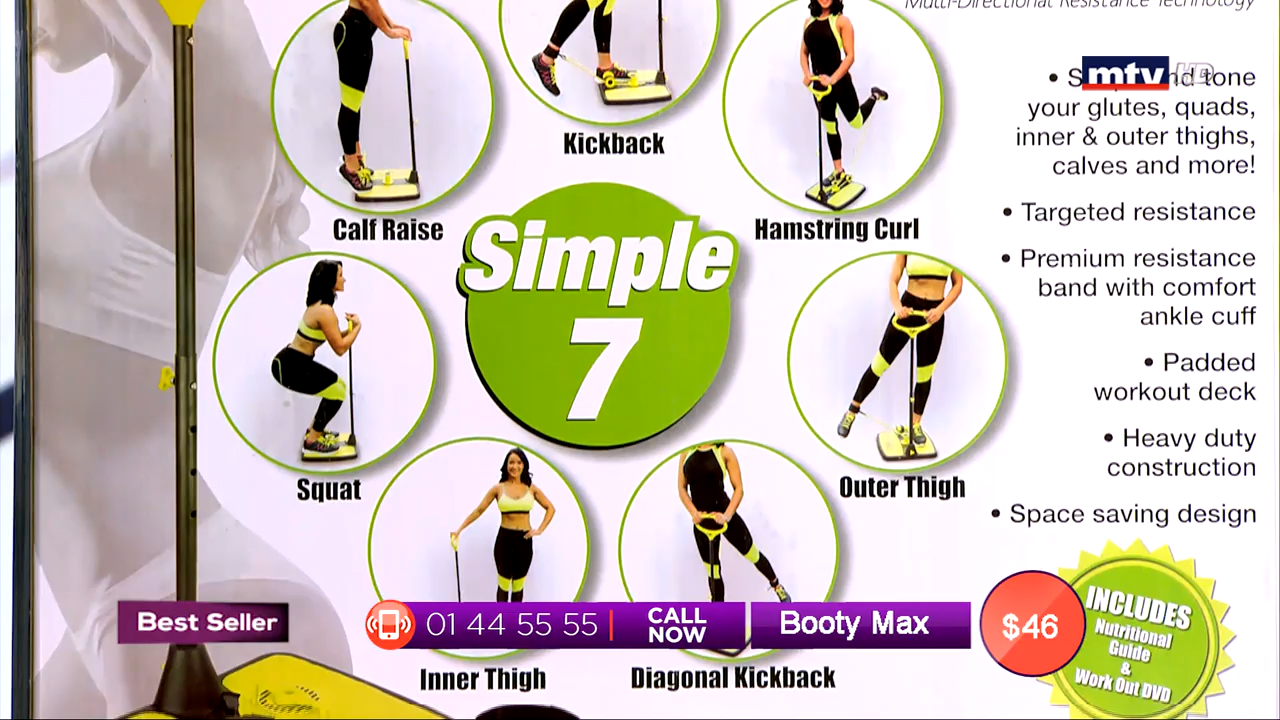 Multi-Directional Resistance Technology
mtv HD
• S
nd tone
your glutes, quads,
inner & outer thighs,
calves and more!
• Targeted resistance
• Premium resistance
band with comfort
ankle cuff
• Padded
workout deck
• Heavy duty
construction
• Space saving design
Kickback
Calf Raise
Hamstring Curl
Simple
7
Squat
Outer Thigh
Inner Thigh
Diagonal Kickback
Best Seller
01 44 55 55
CALL
NOW
Booty Max
$46
INCLUDES
Nutritional
Guide
&
Work Out DVD